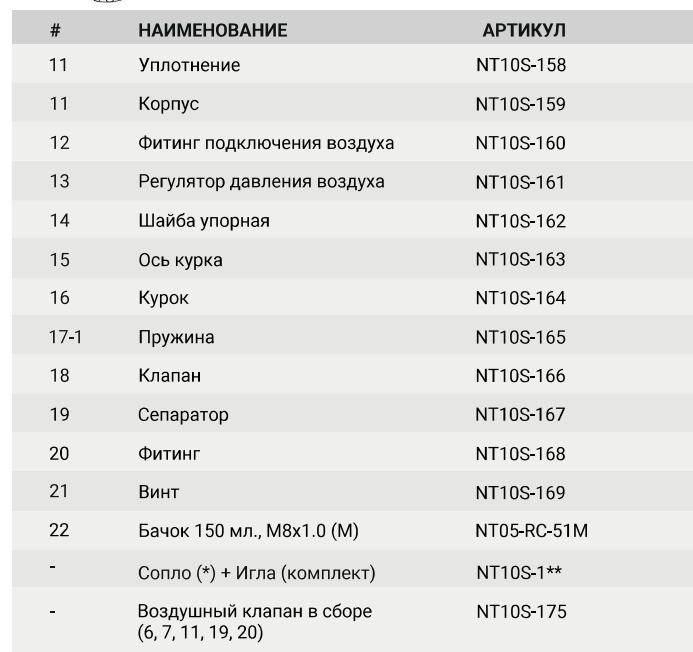 # НАИМЕНОВАНИЕ АРТИКУЛ
11 Уплотнение NT10S-158
11 Корпус NT10S-159
12 Фитинг подключения воздуха NT10S-160
13 Регулятор давления воздуха NT10S-161
14 Шайба упорная NT10S-162
15 Ось курка NT10S-163
16 Курок NT10S-164
17-1 Пружина NT10S-165
18 Клапан NT10S-166
19 Сепаратор NT10S-167
20 Фитинг NT10S-168
21 Винт NT10S-169
22 Бачок 150 мл., M8x1.0 (M) NT05-RC-51M
- Сопло (*) + Игла (комплект) NT10S-1**
- Воздушный клапан в сборе NT10S-175
(6, 7, 11, 19, 20)